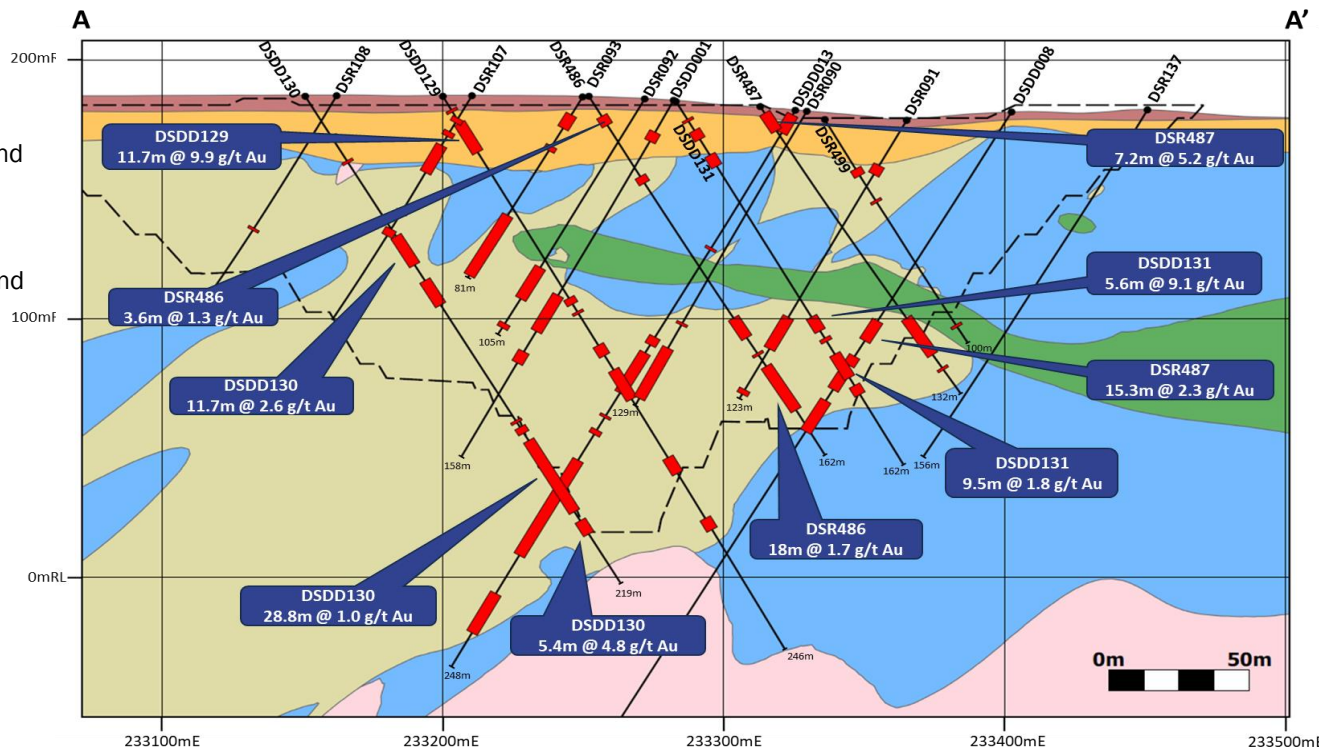 A
A'
200mF
100mF
0mRL
nd
nd
DSDD130
DSR108
DSDD129
DSR107
DSR486
DSR093
DSR092
DSDD001
DSR487
DSDD013
DSR090
DSR091
DSDD008
DSR137
DSDD131
DSR499
DSDD129
11.7m @ 9.9 g/t Au
DSR487
7.2m @ 5.2 g/t Au
DSR486
3.6m @ 1.3 g/t Au
DSDD131
5.6m @ 9.1 g/t Au
DSDD130
11.7m @ 2.6 g/t Au
DSR487
15.3m @ 2.3 g/t Au
DSDD131
9.5m @ 1.8 g/t Au
DSR486
18m @ 1.7 g/t Au
DSDD130
28.8m @ 1.0 g/t Au
DSDD130
5.4m @ 4.8 g/t Au
81m
105m
100m
123m
129m
132m
158m
162m
162m
156m
219m
246m
248m
0m 50m
233100mE
233200mE
233300mE
233400mE
233500mE